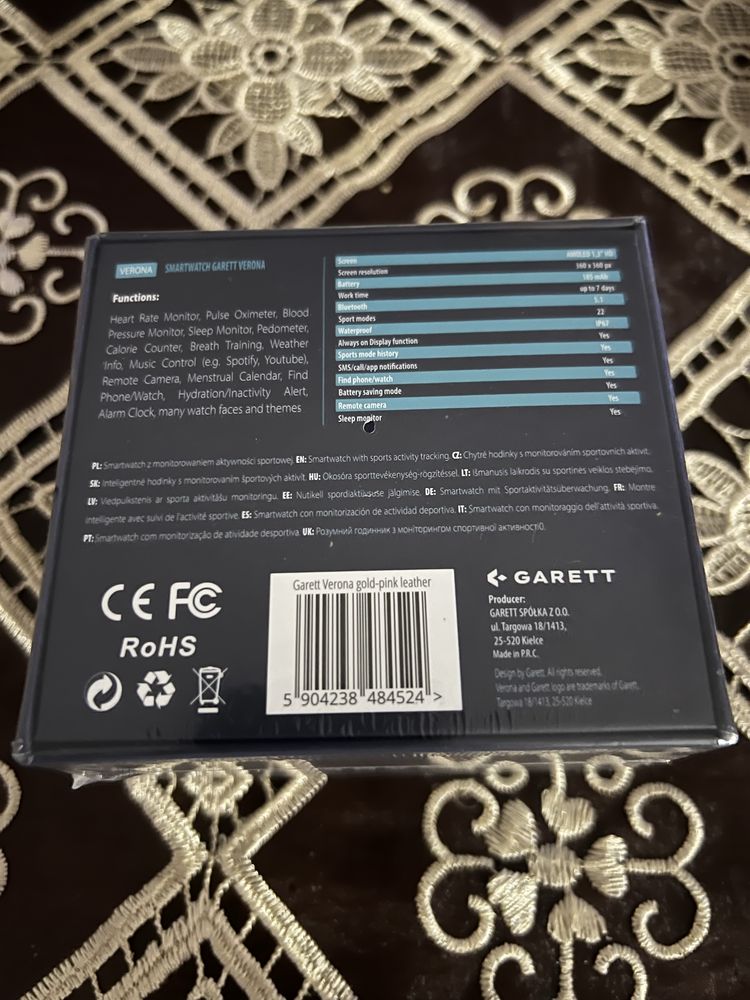 VERONA SMARTWATCH GARETT VERONA
Functions:
Heart Rate Monitor, Pulse Oximeter, Blood
Pressure Monitor, Sleep Monitor, Pedometer,
Calorie Counter, Breath Training, Weather
Info, Music Control (e.g. Spotify, Youtube),
Remote Camera, Menstrual Calendar, Find
Phone/Watch, Hydration/Inactivity Alert,
Alarm Clock, many watch faces and themes
Screen AMOLED 1,3" HD
Screen resolution 360 x 360 px
Battery 185 mAh
Work time up to 7 days
Bluetooth 5.1
Sport modes 22
Waterproof IP67
Always on Display function Yes
Sports mode history Yes
SMS/call/app notifications Yes
Find phone/watch Yes
Battery saving mode Yes
Remote camera Yes
Sleep monitor Yes
PL: Smartwatch z monitorowaniem aktywności sportowej. EN: Smartwatch with sports activity tracking. CZ: Chytré hodinky s monitorováním sportovních aktivit.
SK: Inteligentné hodinky s monitorovaním športových aktivít. HU: Okosóra sporttevékenység-rögzítéssel. LT: Išmanusis laikrodis su sportinės veiklos stebėjimo.
LV: Viedpulkstenis ar sporta aktivitāšu monitoringu. EE: Nutikell spordiaktiivsuse jälgimise. DE: Smartwatch mit Sportaktivitätsüberwachung. FR: Montre
intelligente avec suivi de l'activité sportive. ES: Smartwatch con monitorización de actividad deportiva. IT: Smartwatch con monitoraggio dell'attività sportiva.
PT: Smartwatch com monitorização de atividade desportiva. UK: Розумний годинник з моніторингом спортивної активності.
CE FC
RoHS
Garett Verona gold-pink leather
5 904238 484524 >
GARETT
Producer:
GARETT SPÓŁKA Z O.O.
ul. Targowa 18/1413,
25-520 Kielce
Made in P.R.C.
Design by Garett. All rights reserved.
Verona and Garett logo are trademarks of Garett.
Targowa 18/1413, 25-520 Kielce